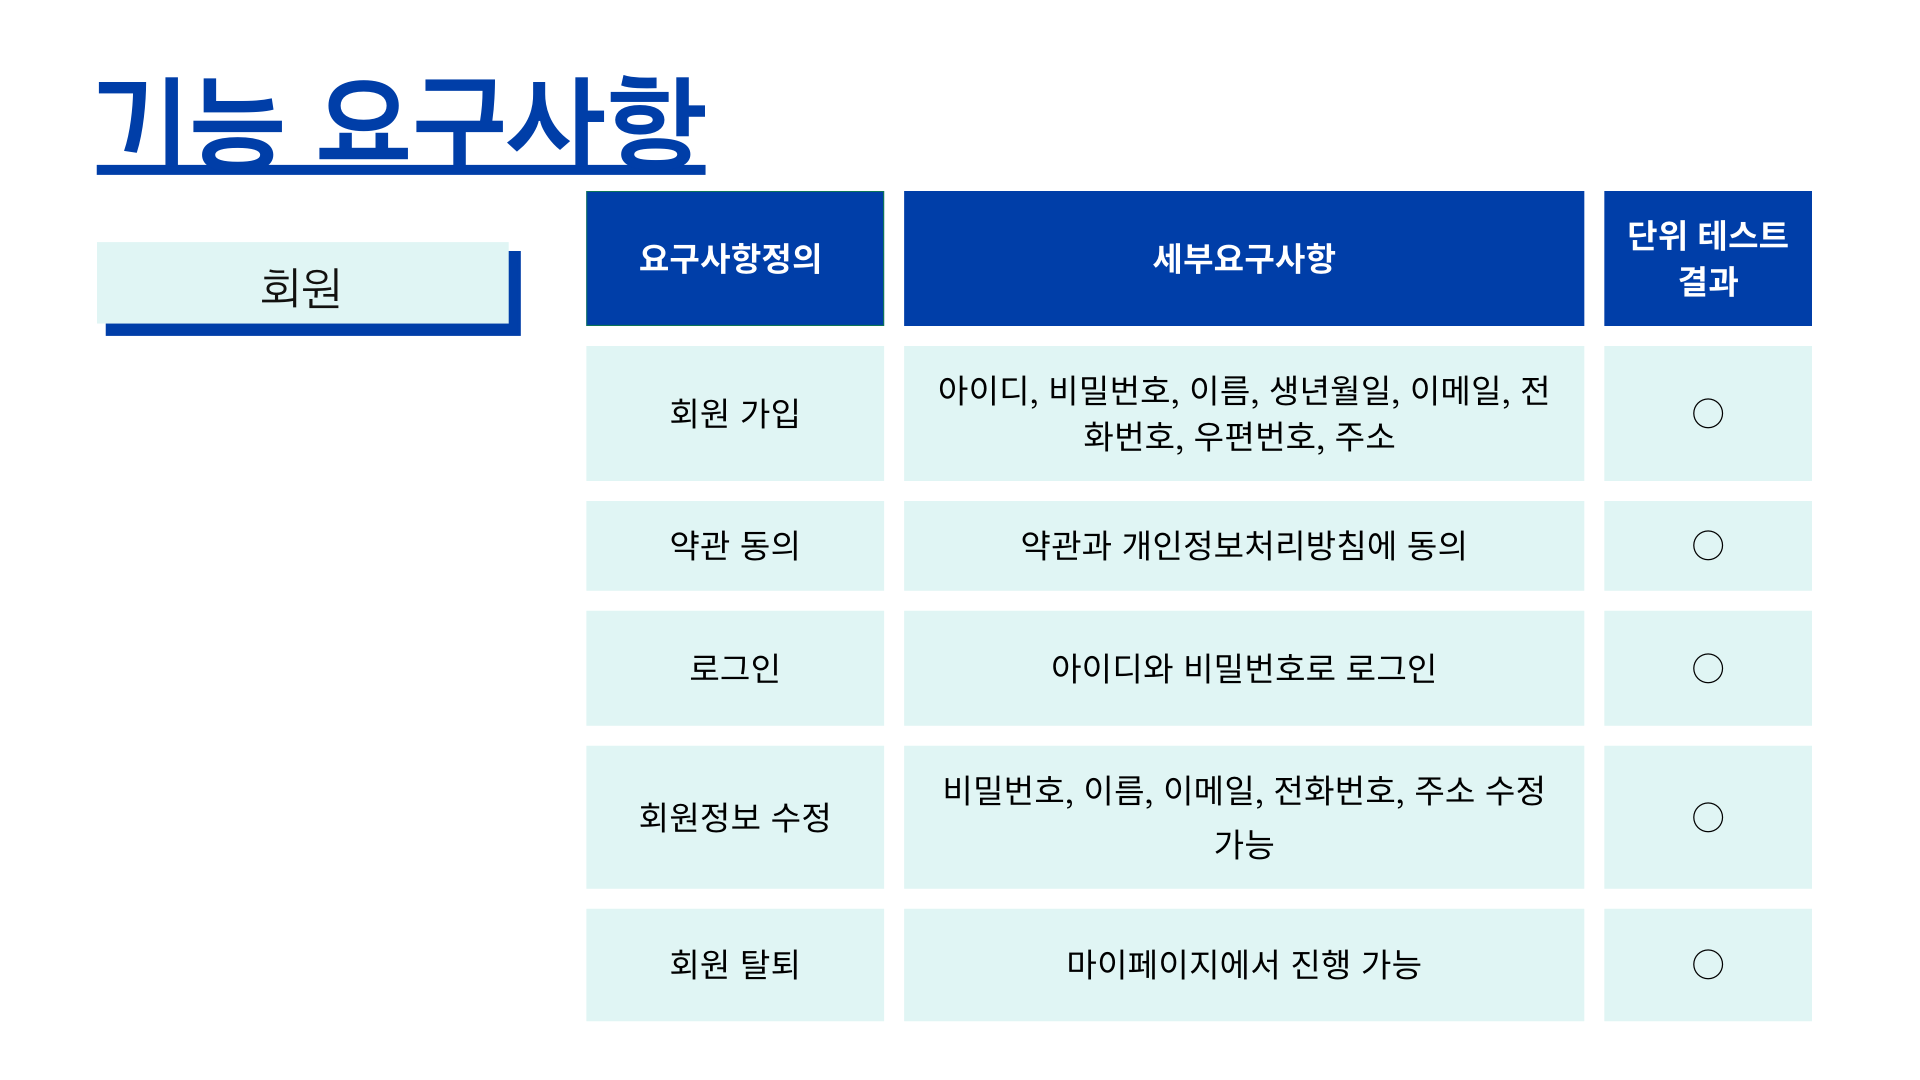 기능 요구사항
회원
요구사항정의
세부요구사항
단위 테스트
결과
회원 가입
아이디, 비밀번호, 이름, 생년월일, 이메일, 전
화번호, 우편번호, 주소
○
약관 동의
약관과 개인정보처리방침에 동의
○
로그인
아이디와 비밀번호로 로그인
○
회원정보 수정
비밀번호, 이름, 이메일, 전화번호, 주소 수정
가능
○
회원 탈퇴
마이페이지에서 진행 가능
○